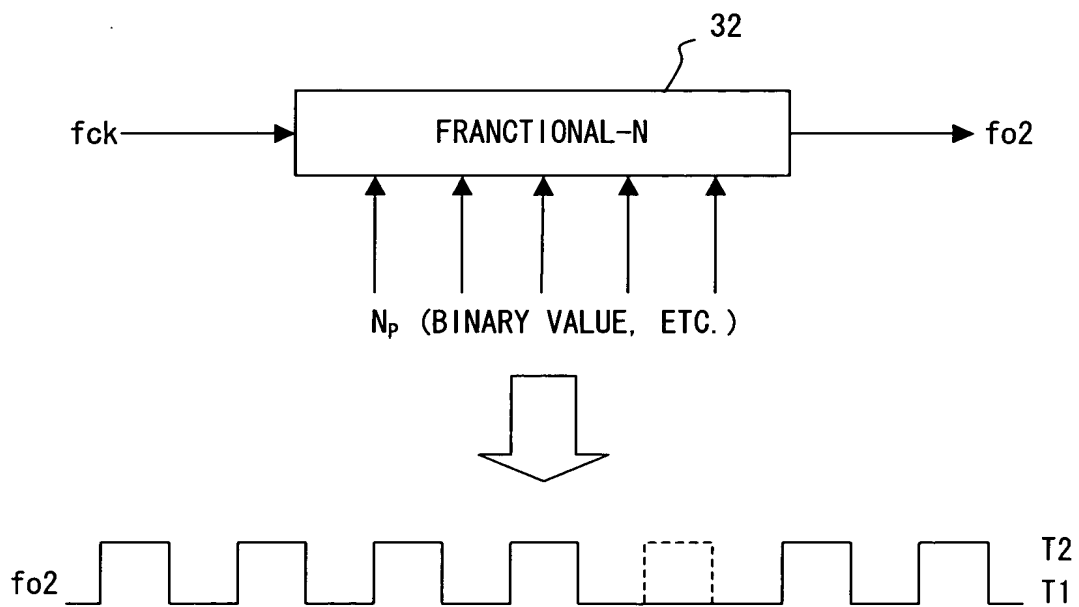 32
fck
FRANCTIONAL-N
fo2
NP (BINARY VALUE, ETC.)
T2
fo2
T1